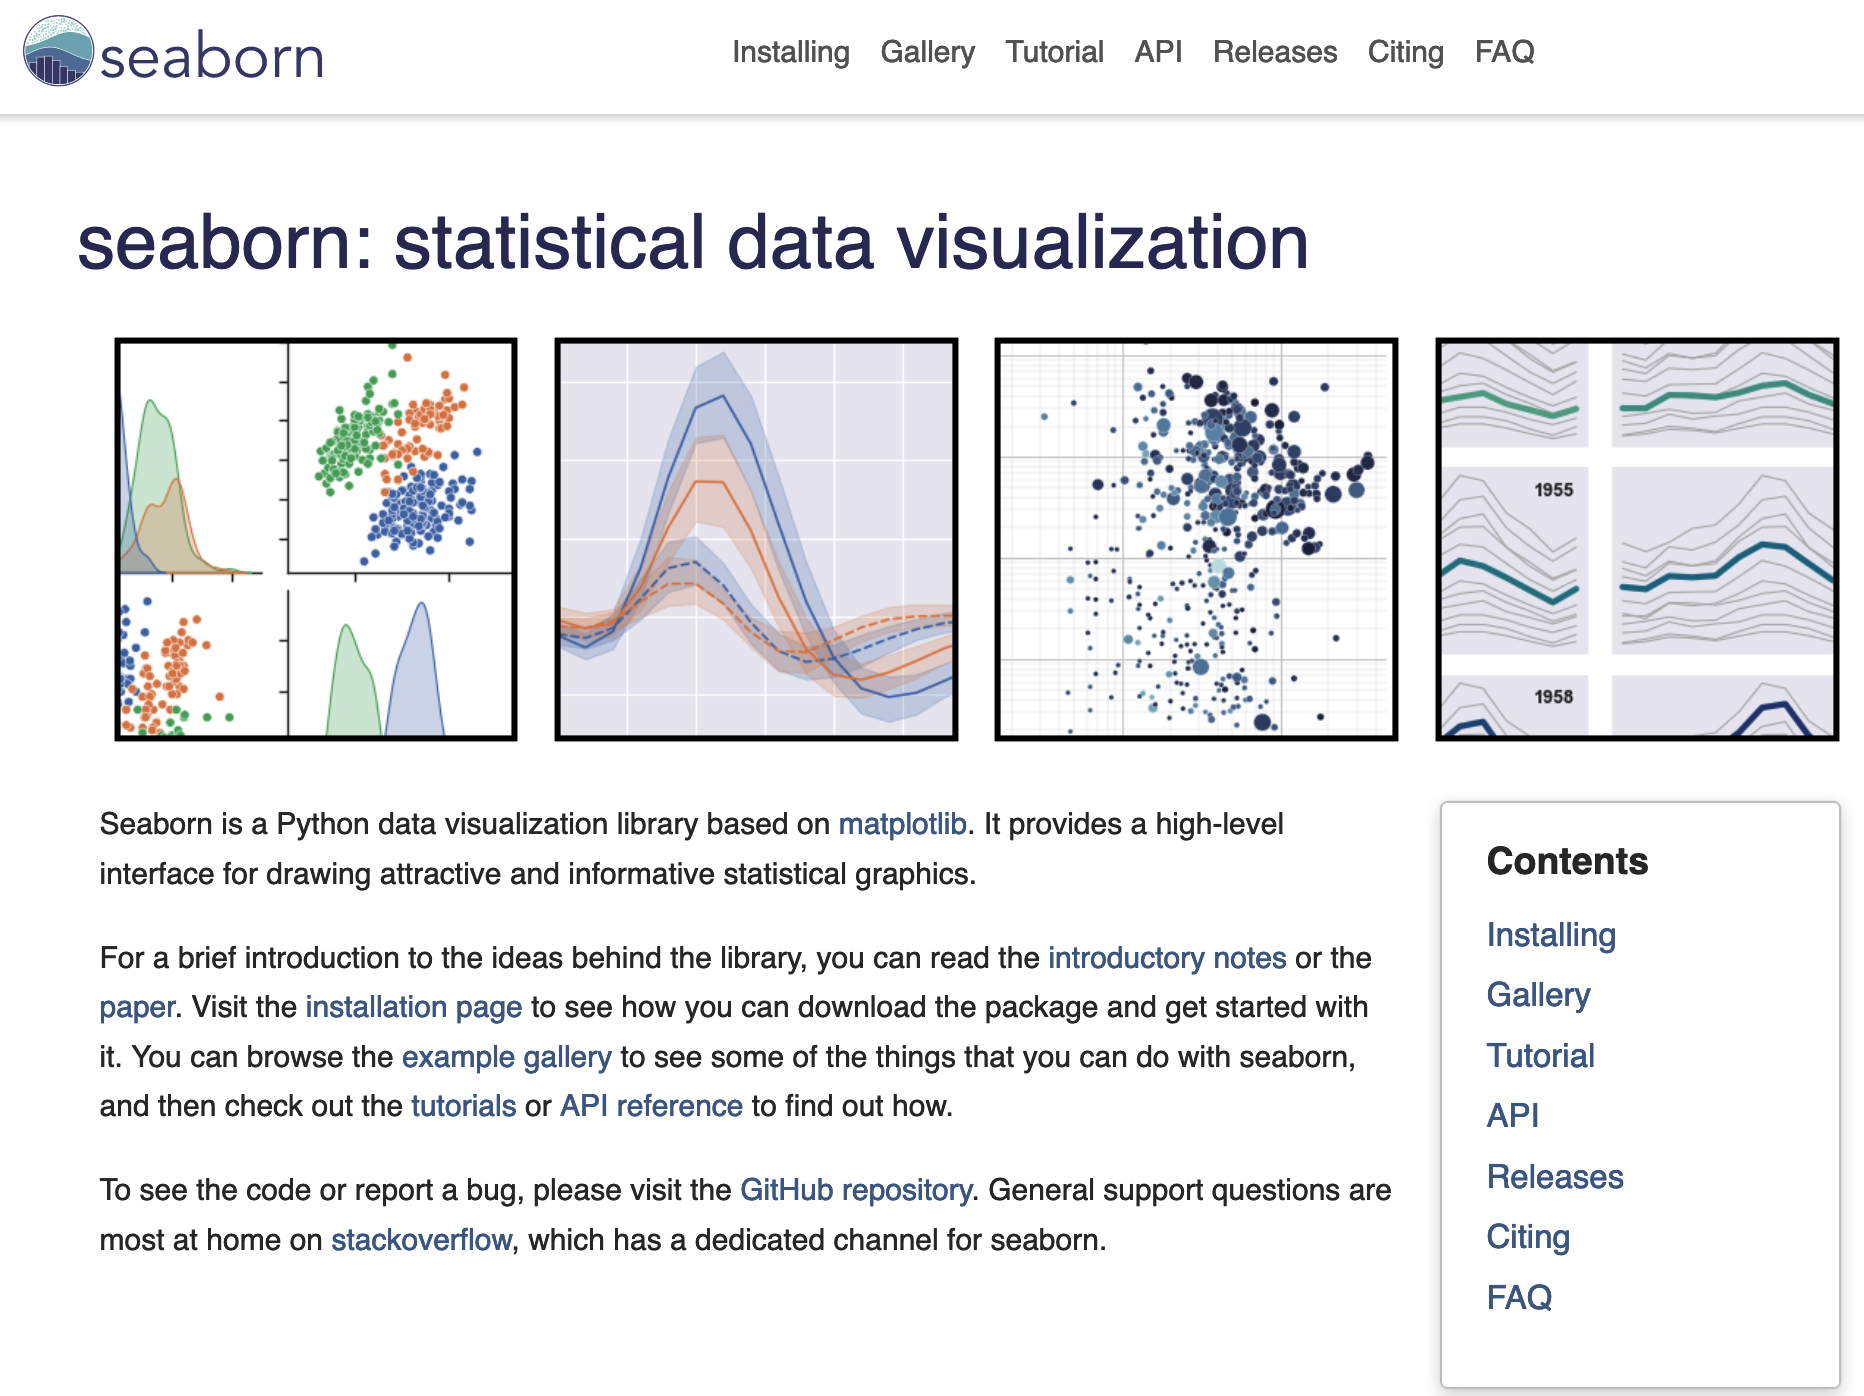 seaborn
Installing Gallery Tutorial API Releases Citing FAQ
seaborn: statistical data visualization
1955
1958
Seaborn is a Python data visualization library based on matplotlib. It provides a high-level
interface for drawing attractive and informative statistical graphics.
For a brief introduction to the ideas behind the library, you can read the introductory notes or the
paper. Visit the installation page to see how you can download the package and get started with
it. You can browse the example gallery to see some of the things that you can do with seaborn,
and then check out the tutorials or API reference to find out how.
To see the code or report a bug, please visit the GitHub repository. General support questions are
most at home on stackoverflow, which has a dedicated channel for seaborn.
Contents
Installing
Gallery
Tutorial
API
Releases
Citing
FAQ